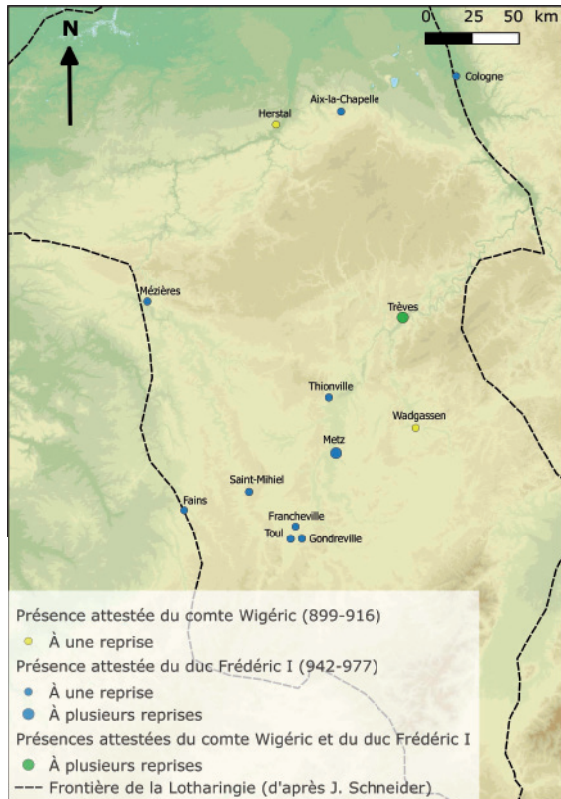 0 25 50 km
N
Cologne
Aix-la-Chapelle
Herstal
Mézières
Trèves
Thionville
Wadgassen
Metz
Saint-Mihiel
Fains
Francheville
Toul
Gondreville
Présence attestée du comte Wigéric (899-916)
À une reprise
Présence attestée du duc Frédéric I (942-977)
À une reprise
À plusieurs reprises
Présences attestées du comte Wigéric et du duc Frédéric I
À plusieurs reprises
Frontière de la Lotharingie (d'après J. Schneider)